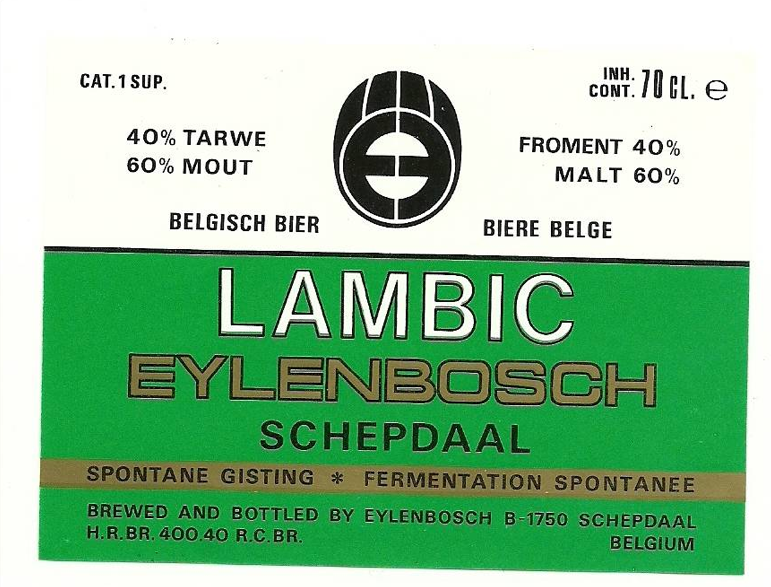 CAT. 1 SUP.
INH. CONT. 70 CL. ℮
40% TARWE
60% MOUT
FROMENT 40%
MALT 60%
BELGISCH BIER
BIERE BELGE
LAMBIC
EYLENBOSCH
SCHEPDAAL
SPONTANE GISTING * FERMENTATION SPONTANEE
BREWED AND BOTTLED BY EYLENBOSCH B-1750 SCHEPDAAL
H.R.BR. 400.40 R.C.BR. BELGIUM